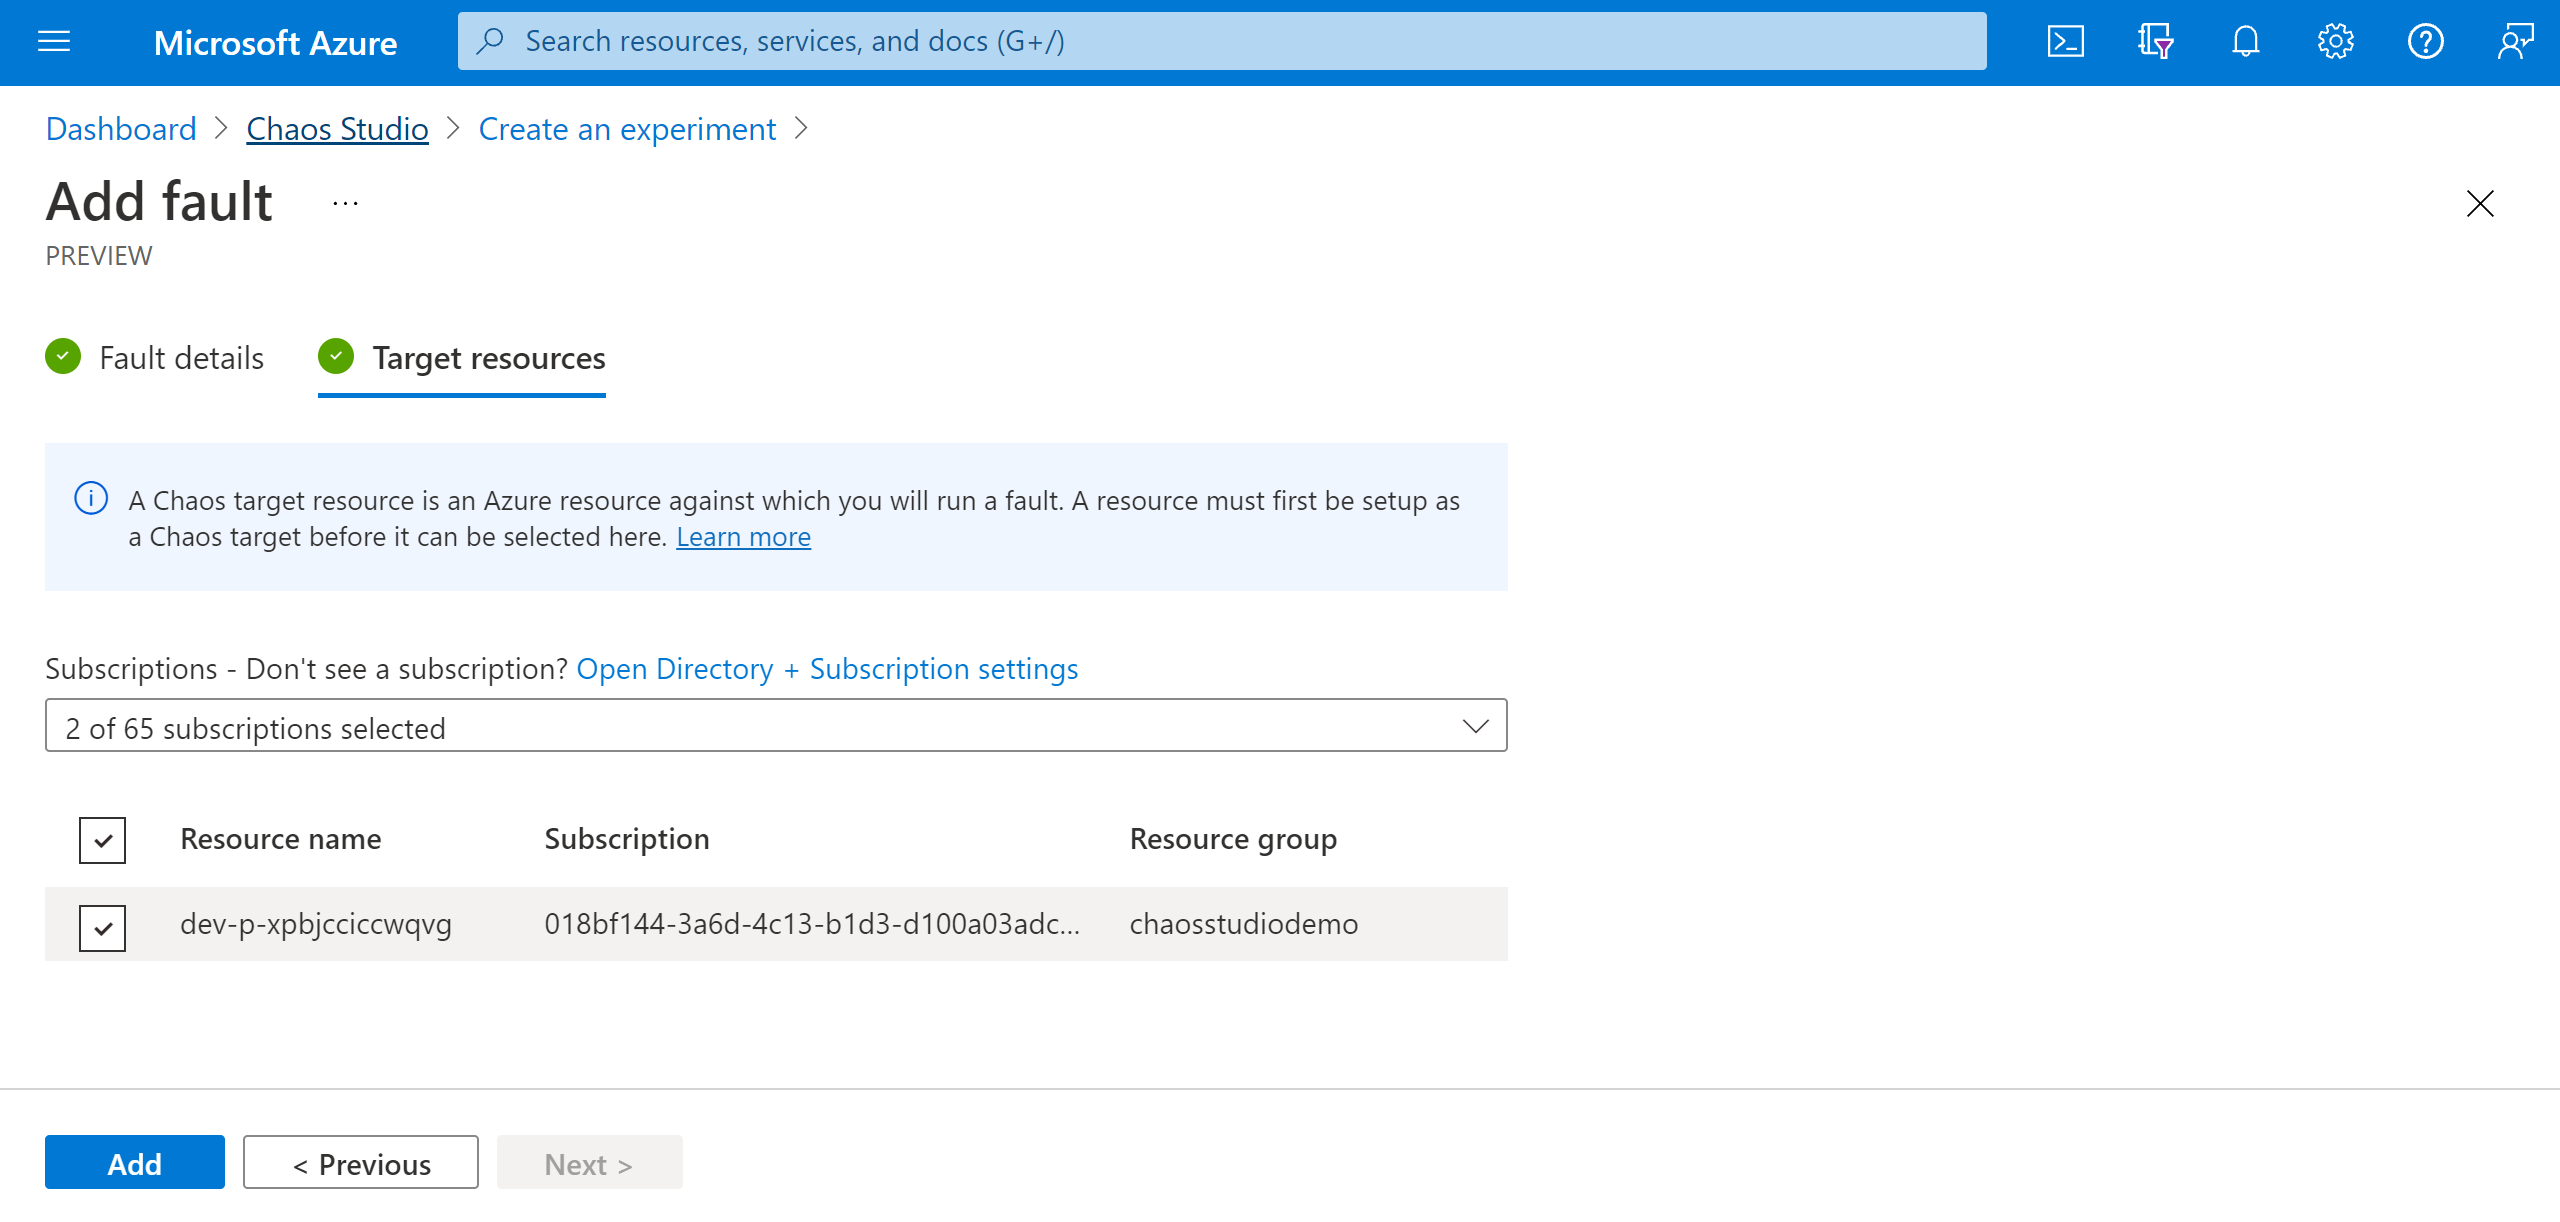 Microsoft Azure
Search resources, services, and docs (G+/)
Dashboard > Chaos Studio > Create an experiment >
Add fault ...
PREVIEW
Fault details
Target resources
A Chaos target resource is an Azure resource against which you will run a fault. A resource must first be setup as
a Chaos target before it can be selected here. Learn more
Subscriptions - Don't see a subscription? Open Directory + Subscription settings
2 of 65 subscriptions selected
Resource name Subscription Resource group
dev-p-xpbjcciccwqvg 018bf144-3a6d-4c13-b1d3-d100a03adc... chaosstudiodemo
Add
< Previous
Next >